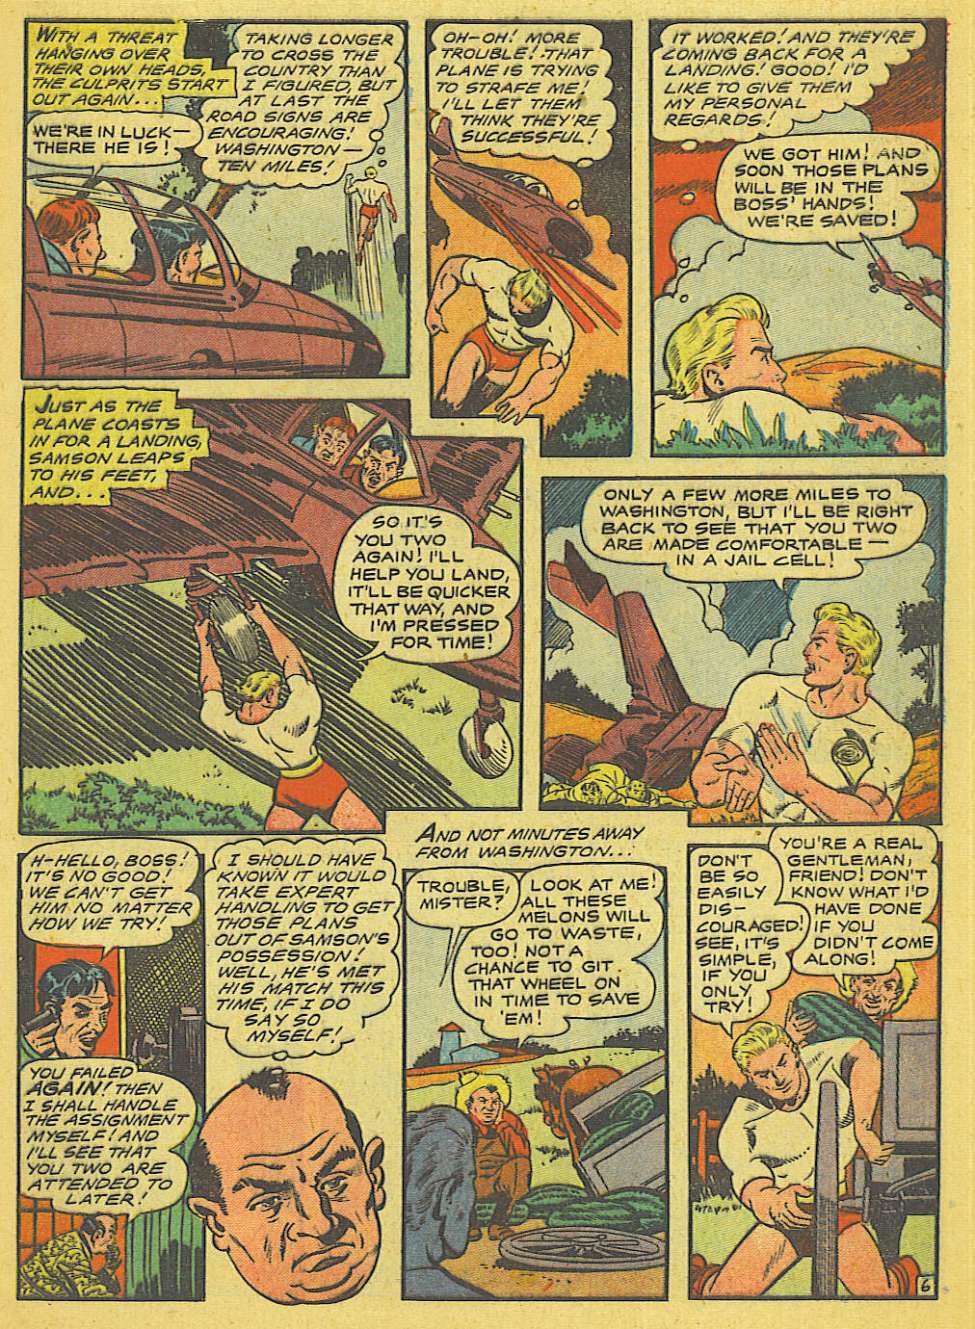 WITH A THREAT
HANGING OVER
THEIR OWN HEADS,
THE CULPRITS START
OUT AGAIN...
WE'RE IN LUCK—
THERE HE IS!
TAKING LONGER
TO CROSS THE
COUNTRY THAN
I FIGURED, BUT
AT LAST THE
ROAD SIGNS ARE
ENCOURAGING!
WASHINGTON—
TEN MILES!
OH-OH! MORE
TROUBLE! THAT
PLANE IS TRYING
TO STRAFE ME!
I'LL LET THEM
THINK THEY'RE
SUCCESSFUL!
IT WORKED! AND THEY'RE
COMING BACK FOR A
LANDING! GOOD! I'D
LIKE TO GIVE THEM
MY PERSONAL
REGARDS!
WE GOT HIM! AND
SOON THOSE PLANS
WILL BE IN THE
BOSS' HANDS!
WE'RE SAVED!
JUST AS THE
PLANE COASTS
IN FOR A LANDING,
SAMSON LEAPS
TO HIS FEET,
AND...
SO IT'S
YOU TWO
AGAIN! I'LL
HELP YOU LAND,
IT'LL BE QUICKER
THAT WAY, AND
I'M PRESSED
FOR TIME!
ONLY A FEW MORE MILES TO
WASHINGTON, BUT I'LL BE RIGHT
BACK TO SEE THAT YOU TWO
ARE MADE COMFORTABLE—
IN A JAIL CELL!
H-HELLO, BOSS!
IT'S NO GOOD!
WE CAN'T GET
HIM NO MATTER
HOW WE TRY!
YOU FAILED
AGAIN! THEN
I SHALL HANDLE
THE ASSIGNMENT
MYSELF! AND
I'LL SEE THAT
YOU TWO ARE
ATTENDED TO
LATER!
I SHOULD HAVE
KNOWN IT WOULD
TAKE EXPERT
HANDLING TO GET
THOSE PLANS
OUT OF SAMSON'S
POSSESSION!
WELL, HE'S MET
HIS MATCH THIS
TIME, IF I DO
SAY SO
MYSELF!
AND NOT MINUTES AWAY
FROM WASHINGTON...
TROUBLE,
MISTER?
LOOK AT ME!
ALL THESE
MELONS WILL
GO TO WASTE,
TOO! NOT A
CHANCE TO GIT
THAT WHEEL ON
IN TIME TO SAVE
'EM!
DON'T
BE SO
EASILY
DIS-
COURAGED!
SEE, IT'S
SIMPLE,
IF YOU
ONLY
TRY!
YOU'RE A REAL
GENTLEMAN,
FRIEND! DON'T
KNOW WHAT I'D
HAVE DONE
IF YOU
DIDN'T COME
ALONG!
6